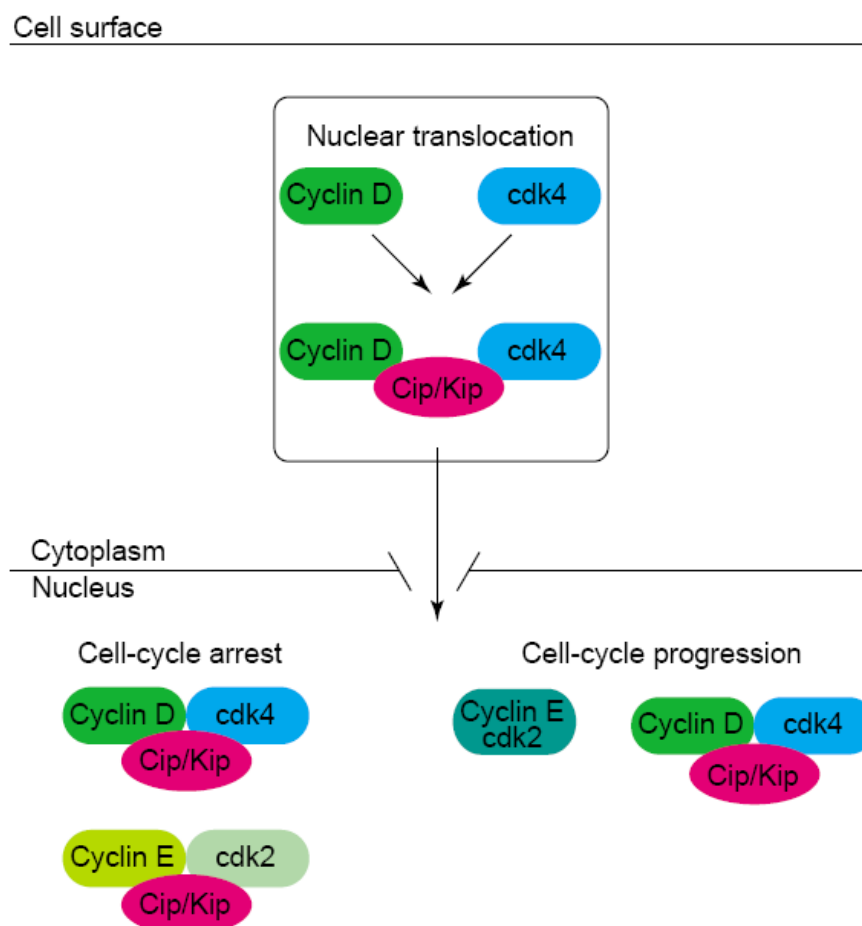 Cell surface
Nuclear translocation
Cyclin D cdk4
Cyclin D cdk4
Cip/Kip
Cytoplasm
Nucleus
Cell-cycle arrest
Cyclin D cdk4
Cip/Kip
Cyclin E cdk2
Cip/Kip
Cell-cycle progression
Cyclin E
cdk2
Cyclin D cdk4
Cip/Kip